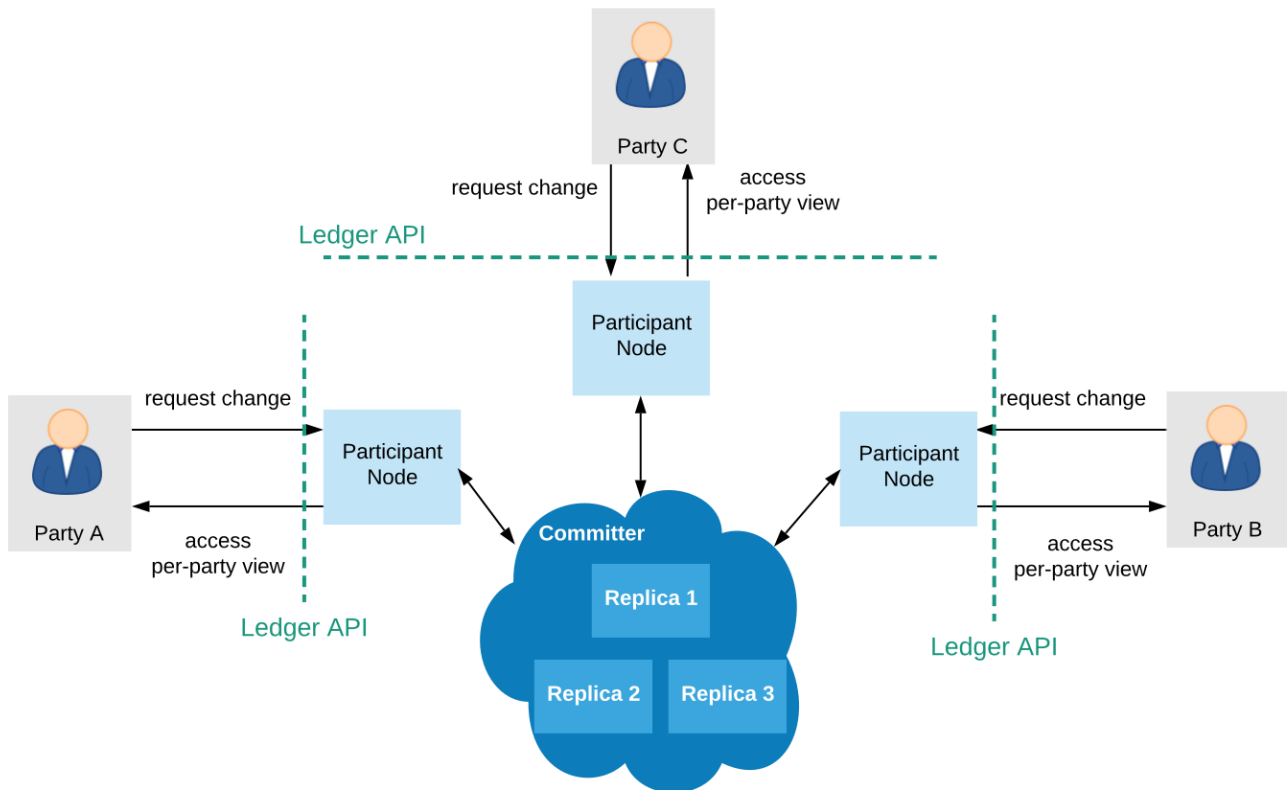 Party C
request change
access
per-party view
Ledger API
Participant
Node
Party A
request change
access
per-party view
Ledger API
Participant
Node
Participant
Node
request change
access
per-party view
Party B
Ledger API
Committer
Replica 1
Replica 2
Replica 3